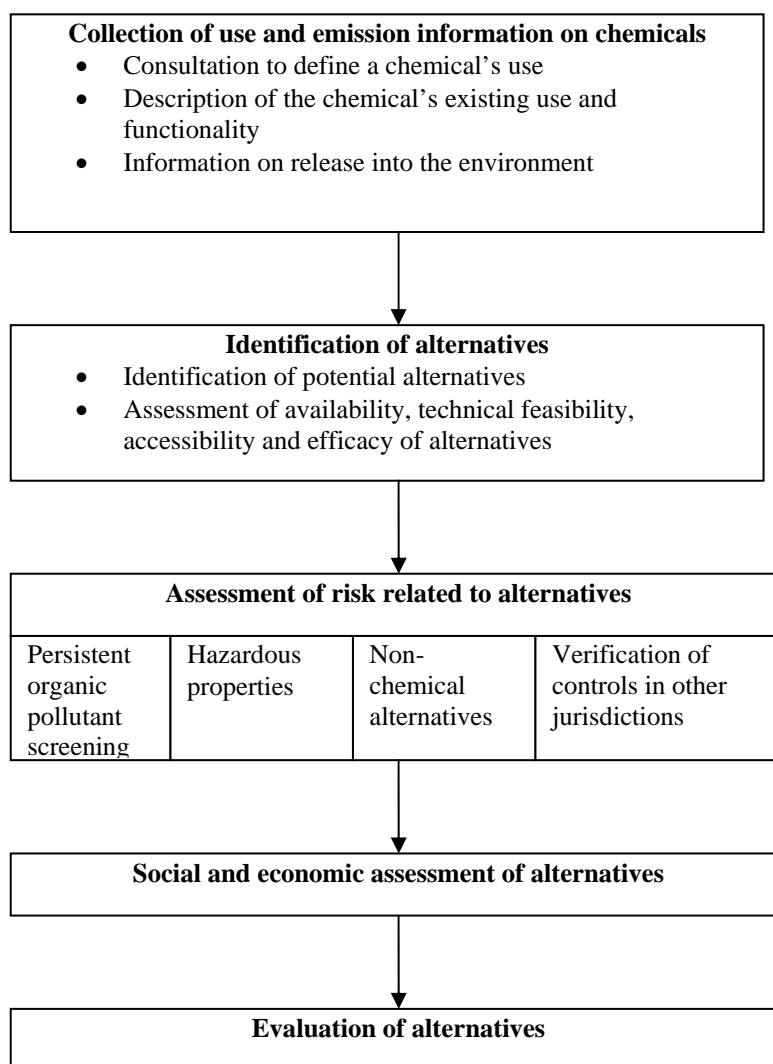 Collection of use and emission information on chemicals
• Consultation to define a chemical's use
• Description of the chemical's existing use and
functionality
• Information on release into the environment
Identification of alternatives
• Identification of potential alternatives
• Assessment of availability, technical feasibility,
accessibility and efficacy of alternatives
Assessment of risk related to alternatives
Persistent
organic
pollutant
screening
Hazardous
properties
Non-
chemical
alternatives
Verification of
controls in other
jurisdictions
Social and economic assessment of alternatives
Evaluation of alternatives